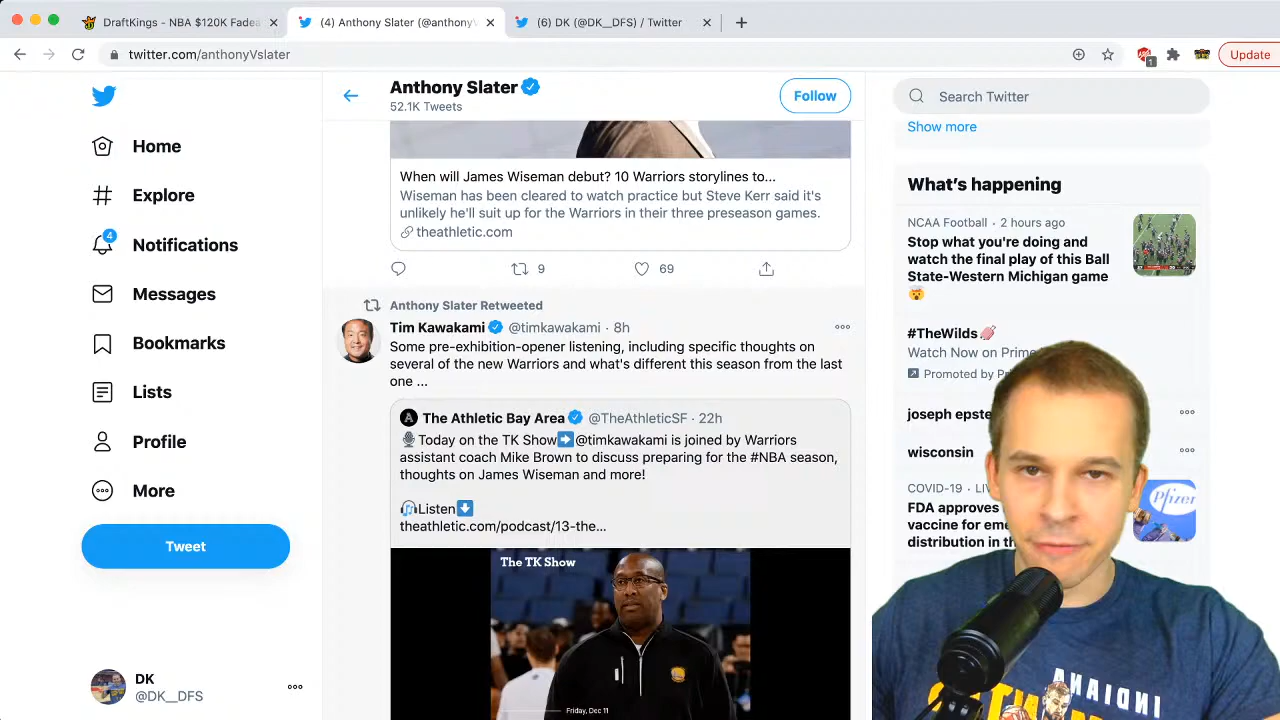 DraftKings - NBA $120K Fadea
(4) Anthony Slater (@anthonyV
(6) DK (@DK__DFS) / Twitter
twitter.com/anthonyVslater
1
Update
Home
Explore
4
Notifications
Messages
Bookmarks
Lists
Profile
More
Tweet
DK
@DK__DFS
Anthony Slater
52.1K Tweets
Follow
When will James Wiseman debut? 10 Warriors storylines to...
Wiseman has been cleared to watch practice but Steve Kerr said it's
unlikely he'll suit up for the Warriors in their three preseason games.
theathletic.com
9
69
Anthony Slater Retweeted
Tim Kawakami @timkawakami · 8h
Some pre-exhibition-opener listening, including specific thoughts on
several of the new Warriors and what's different this season from the last
one ...
A
The Athletic Bay Area @TheAthleticSF · 22h
🎙Today on the TK Show➡@timkawakami is joined by Warriors
assistant coach Mike Brown to discuss preparing for the #NBA season,
thoughts on James Wiseman and more!
🎧Listen⬇
theathletic.com/podcast/13-the...
The TK Show
Friday, Dec 11
Search Twitter
Show more
What's happening
NCAA Football · 2 hours ago
Stop what you're doing and
watch the final play of this Ball
State-Western Michigan game
🤯
#TheWilds
Watch Now on Prime
Promoted by Pr
joseph epste
wisconsin
COVID-19 · LIV
FDA approves
vaccine for eme
distribution in th
Pfizer
INDIANA